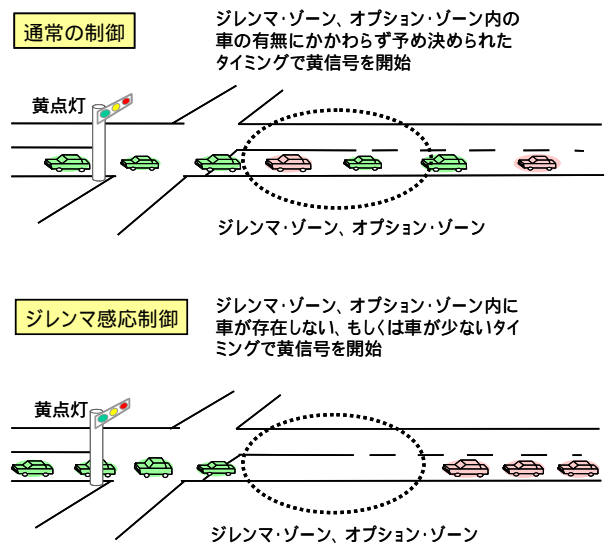 通常の制御
ジレンマ・ゾーン、オプション・ゾーン内の
車の有無にかかわらず予め決められた
タイミングで黄信号を開始
黄点灯
ジレンマ・ゾーン、オプション・ゾーン
ジレンマ感応制御
ジレンマ・ゾーン、オプション・ゾーン内に
車が存在しない、もしくは車が少ないタイ
ミングで黄信号を開始
黄点灯
ジレンマ・ゾーン、オプション・ゾーン